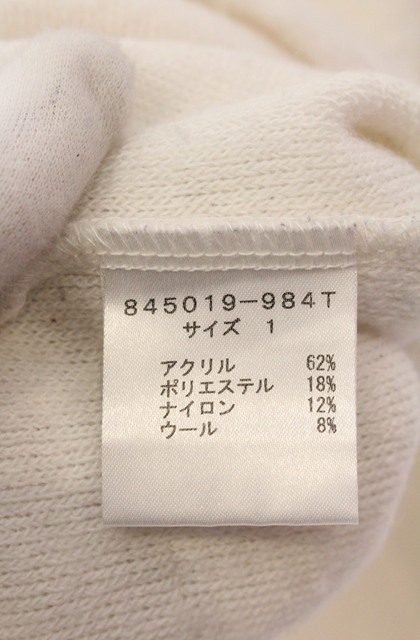 845019-984T
サイズ 1
アクリル 62%
ポリエステル 18%
ナイロン 12%
ウール 8%